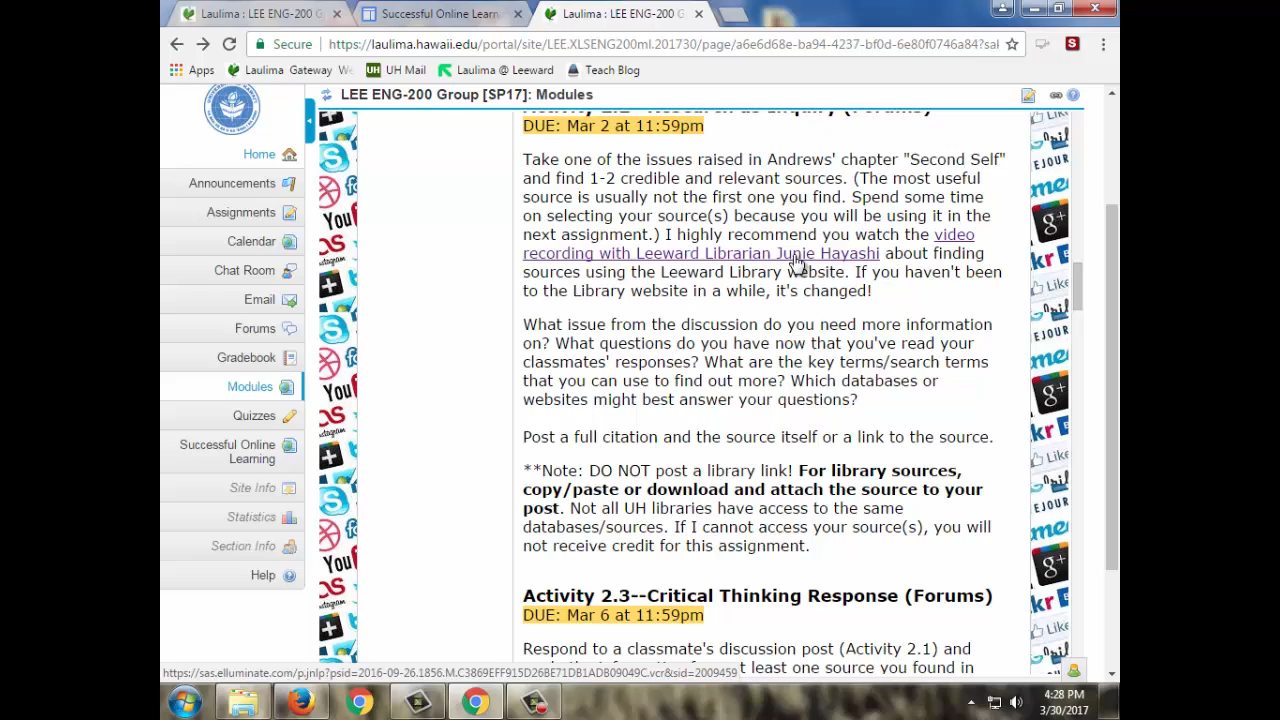 Laulima : LEE ENG-200 G
Successful Online Learn
Laulima : LEE ENG-200 G
Secure
https://laulima.hawaii.edu/portal/site/LEE.XLSENG200ml.201730/page/a6e6d68e-ba94-4237-bf0d-6e80f0746a84?sal
S
Apps
Laulima Gateway We
UH
UH Mail
Laulima @ Leeward
Teach Blog
LEE ENG-200 Group [SP17]: Modules
Home
Announcements
Assignments
Calendar
Chat Room
Email
Forums
Gradebook
Modules
Quizzes
Successful Online
Learning
Site Info
Statistics
Section Info
Help
DUE: Mar 2 at 11:59pm
Take one of the issues raised in Andrews' chapter "Second Self"
and find 1-2 credible and relevant sources. (The most useful
source is usually not the first one you find. Spend some time
on selecting your source(s) because you will be using it in the
next assignment.) I highly recommend you watch the video
recording with Leeward Librarian Junie Hayashi about finding
sources using the Leeward Library website. If you haven't been
to the Library website in a while, it's changed!
What issue from the discussion do you need more information
on? What questions do you have now that you've read your
classmates' responses? What are the key terms/search terms
that you can use to find out more? Which databases or
websites might best answer your questions?
Post a full citation and the source itself or a link to the source.
**Note: DO NOT post a library link! For library sources,
copy/paste or download and attach the source to your
post. Not all UH libraries have access to the same
databases/sources. If I cannot access your source(s), you will
not receive credit for this assignment.
Activity 2.3--Critical Thinking Response (Forums)
DUE: Mar 6 at 11:59pm
Respond to a classmate's discussion post (Activity 2.1) and
least one source you found in
https://sas.elluminate.com/p.jnlp?psid=2016-09-26.1856.M.C3869EFF915D26BE71DB1ADB09049C.vcr&sid=2009459
4:28 PM
3/30/2017